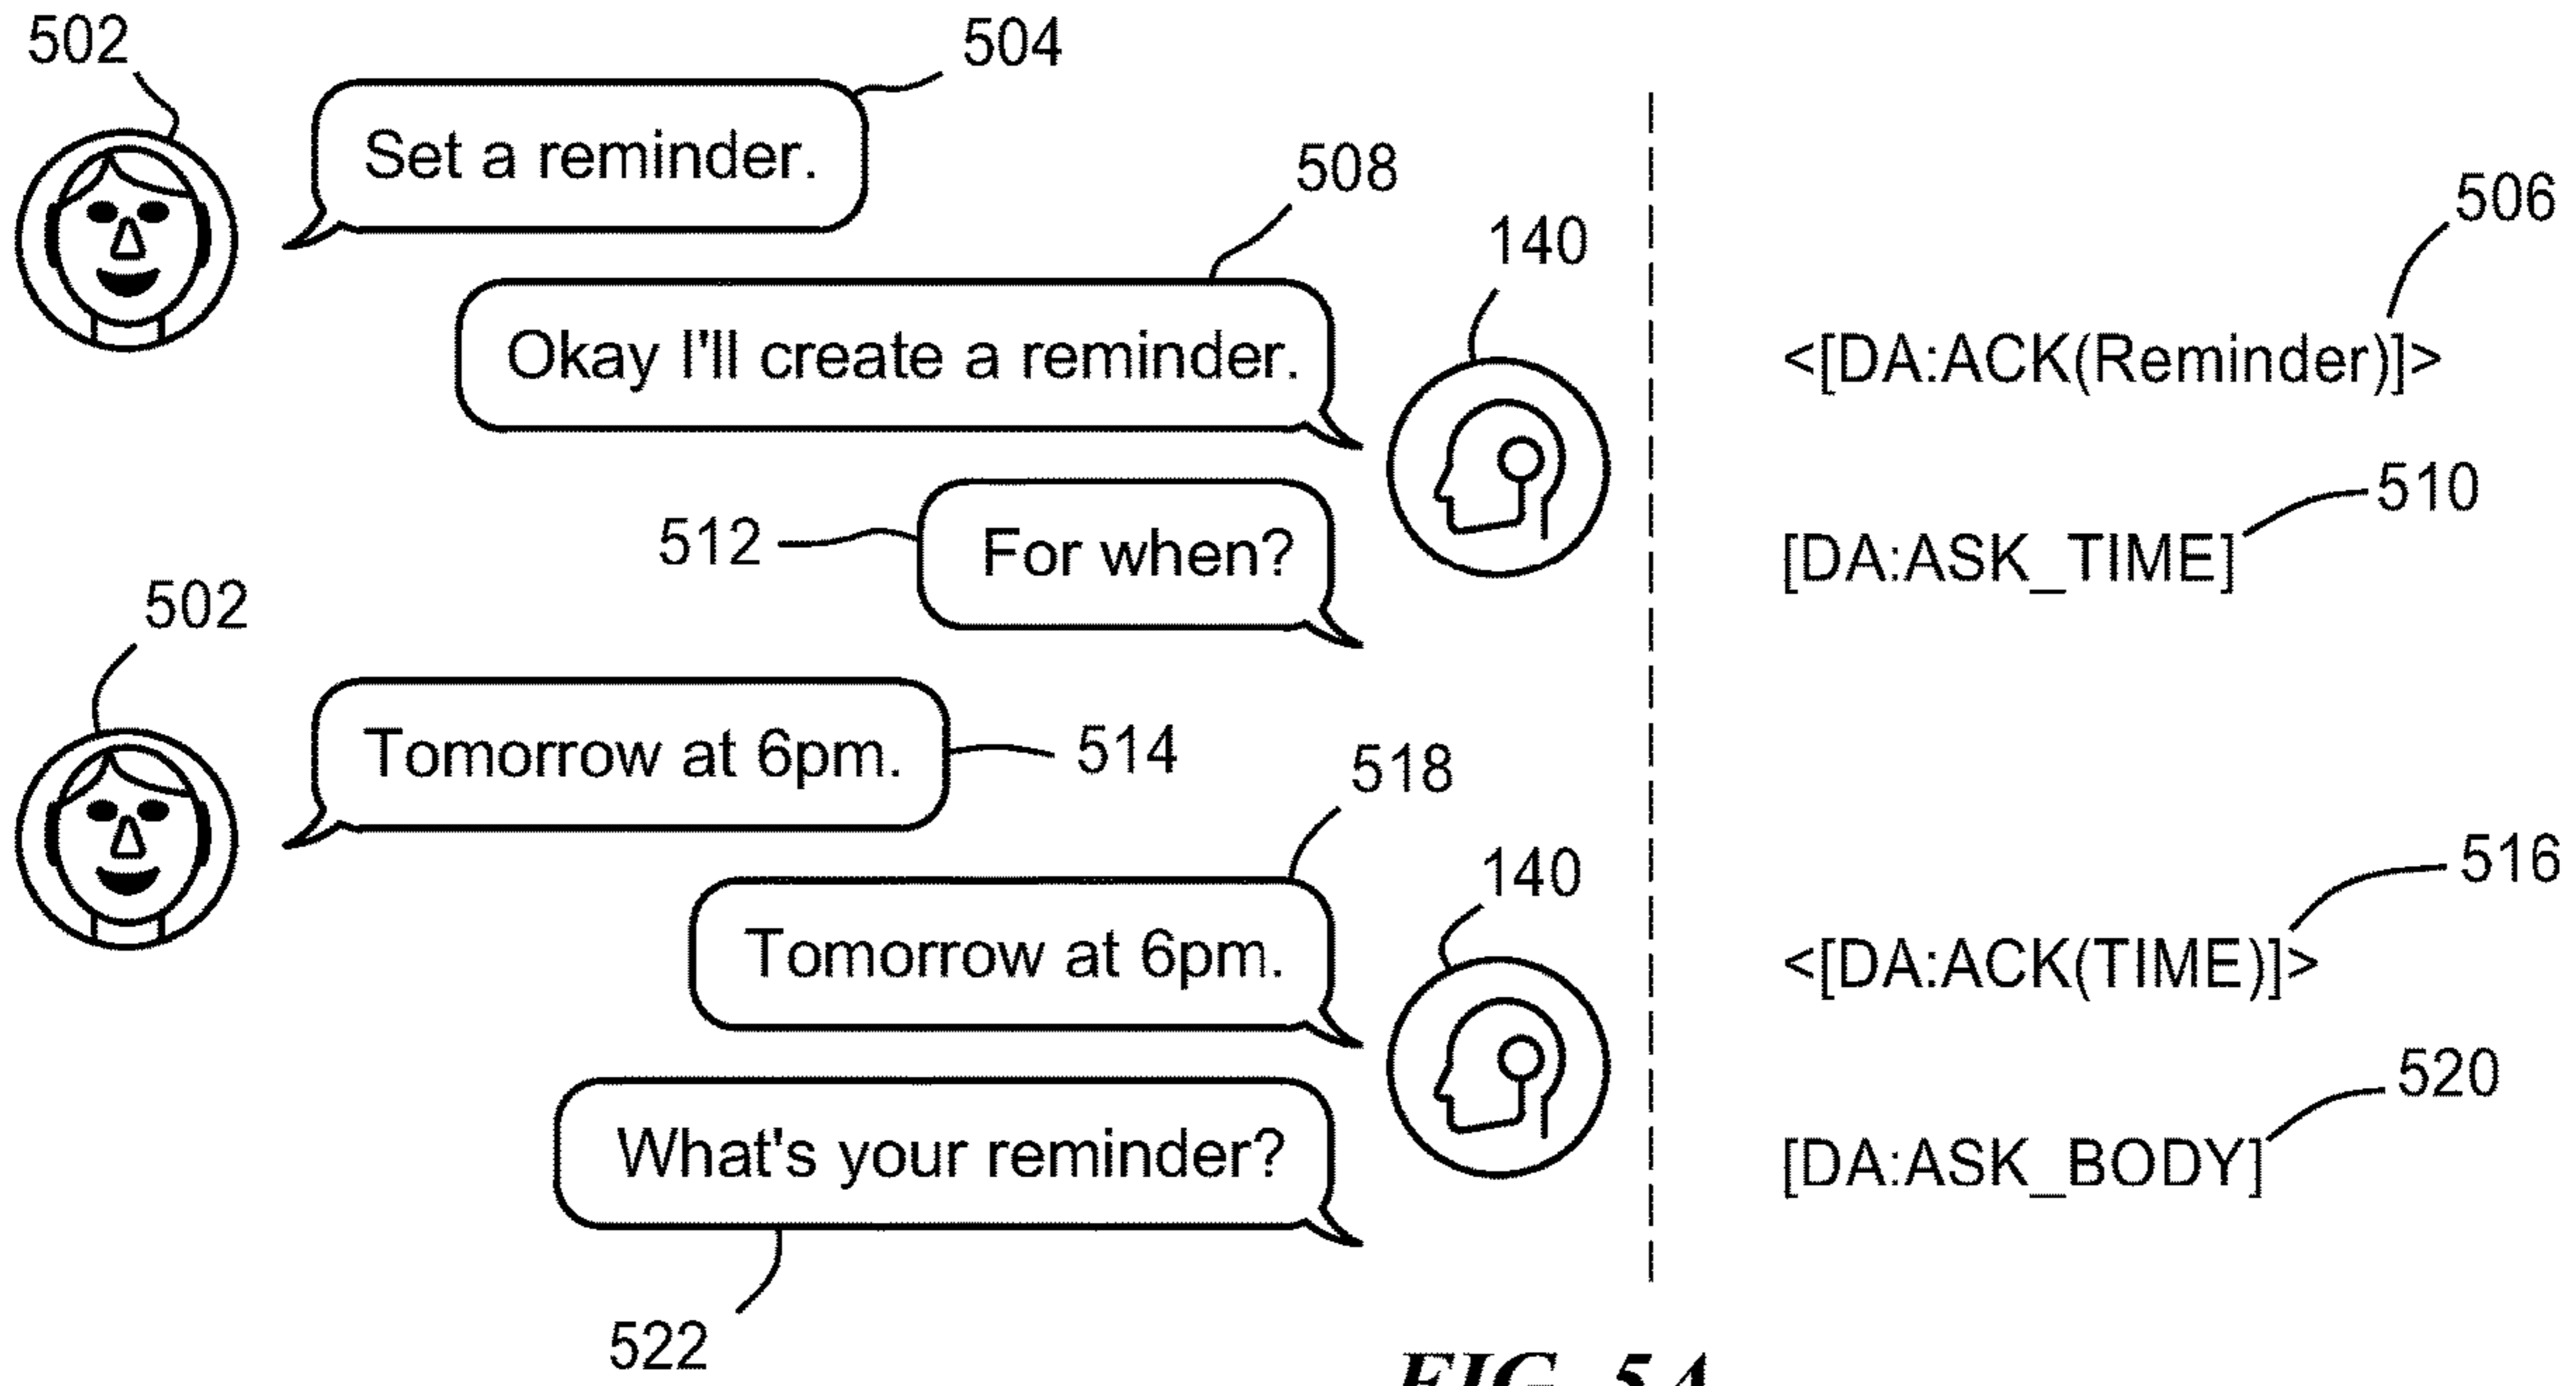 502
504
Set a reminder.
508
506
140
Okay I'll create a reminder.
<[DA:ACK(Reminder)]>
510
512
For when?
[DA:ASK_TIME]
502
Tomorrow at 6pm.
514
518
140
516
Tomorrow at 6pm.
<[DA:ACK(TIME)]>
520
What's your reminder?
[DA:ASK_BODY]
522
FIG. 5A